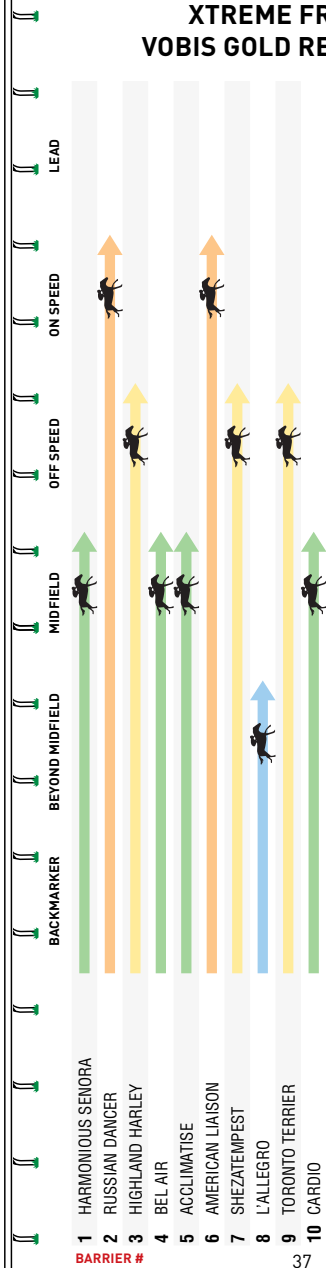 XTREME FR
VOBIS GOLD RE
LEAD
ON SPEED
OFF SPEED
MIDFIELD
BEYOND MIDFIELD
BACKMARKER
1 HARMONIOUS SENORA
2 RUSSIAN DANCER
3 HIGHLAND HARLEY
4 BEL AIR
5 ACCLIMATISE
6 AMERICAN LIAISON
7 SHEZATEMPEST
8 L'ALLEGRO
9 TORONTO TERRIER
10 CARDIO
BARRIER #
37